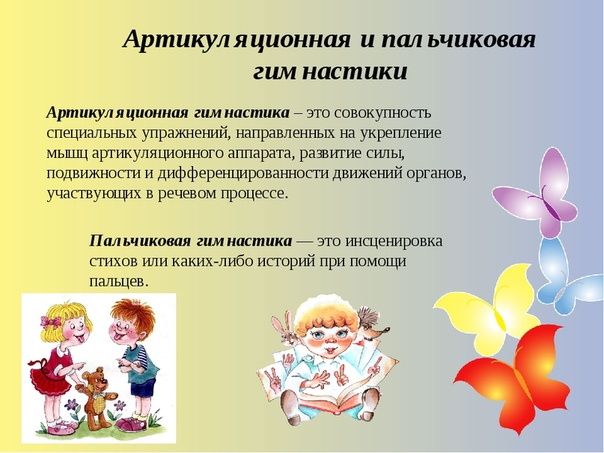 Артикуляционная и пальчиковая
гимнастики
Артикуляционная гимнастика – это совокупность
специальных упражнений, направленных на укрепление
мышц артикуляционного аппарата, развитие силы,
подвижности и дифференцированности движений органов,
участвующих в речевом процессе.
Пальчиковая гимнастика — это инсценировка
стихов или каких-либо историй при помощи
пальцев.